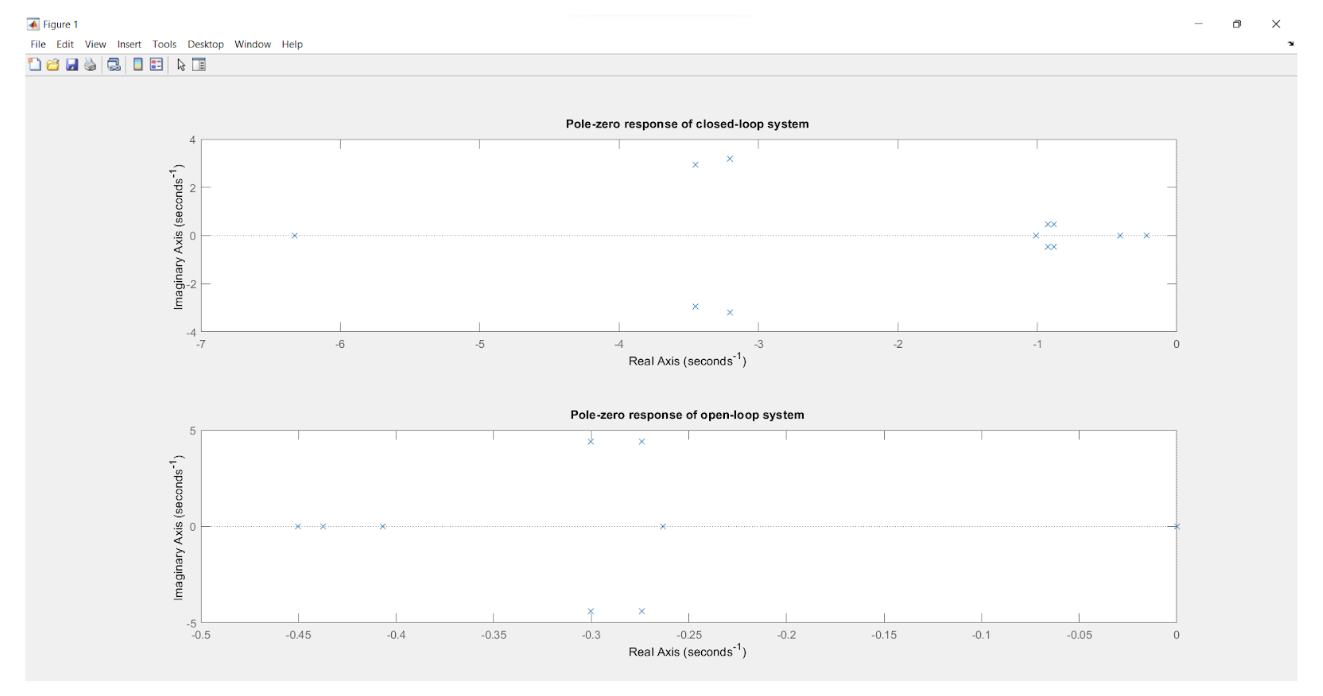 Figure 1
File Edit View Insert Tools Desktop Window Help
Pole-zero response of closed-loop system
4
2
0
-2
-4
Imaginary Axis (seconds⁻¹)
-7 -6 -5 -4 -3 -2 -1 0
Real Axis (seconds⁻¹)
Pole-zero response of open-loop system
5
0
-5
Imaginary Axis (seconds⁻¹)
-0.5 -0.45 -0.4 -0.35 -0.3 -0.25 -0.2 -0.15 -0.1 -0.05 0
Real Axis (seconds⁻¹)